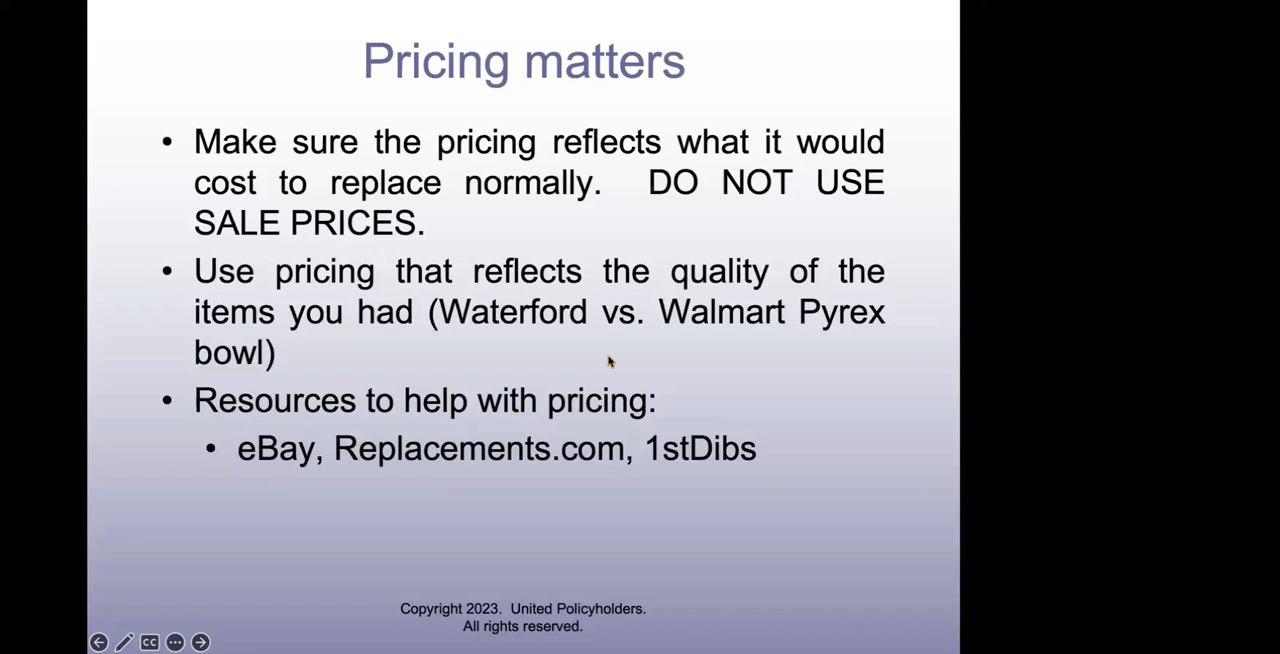 Pricing matters
• Make sure the pricing reflects what it would
cost to replace normally. DO NOT USE
SALE PRICES.
• Use pricing that reflects the quality of the
items you had (Waterford vs. Walmart Pyrex
bowl)
• Resources to help with pricing:
• eBay, Replacements.com, 1stDibs
Copyright 2023. United Policyholders.
All rights reserved.
CC